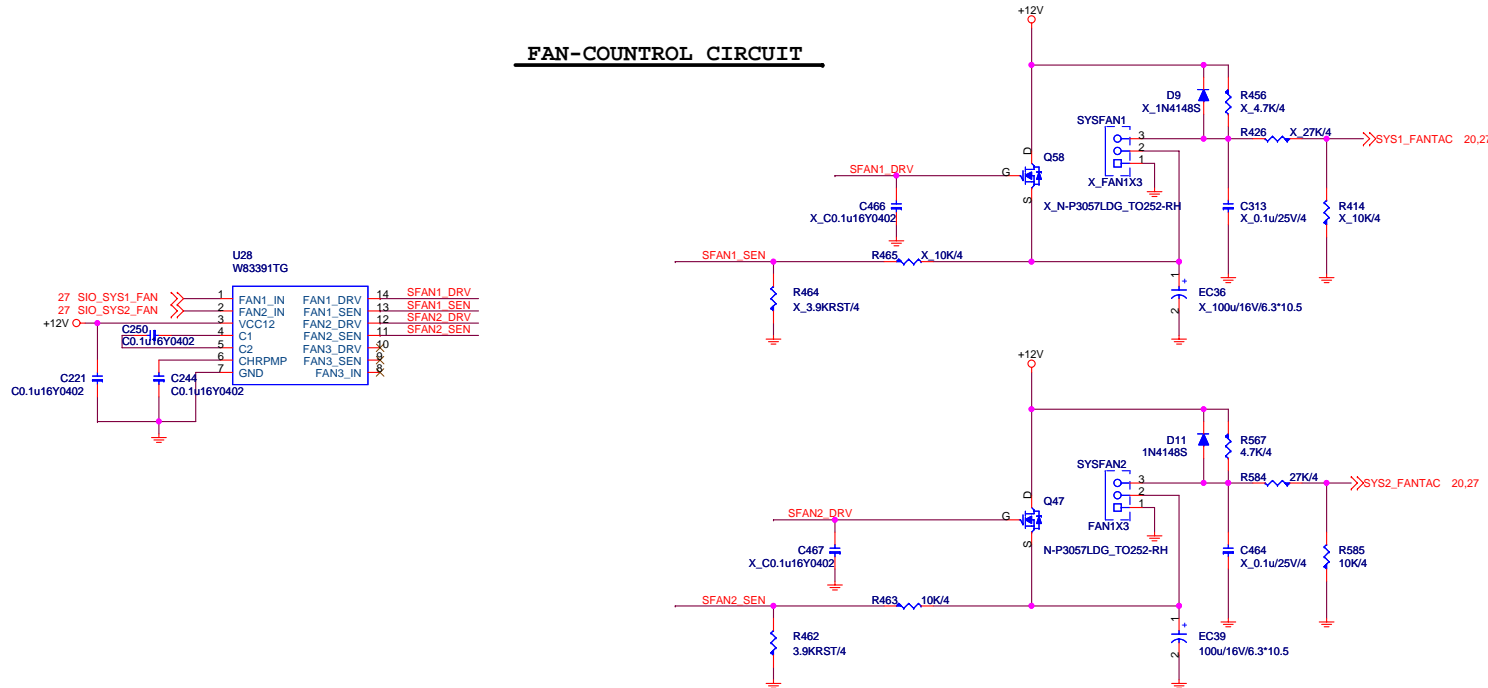 FAN-COUNTROL CIRCUIT
U28
W83391TG
27 SIO_SYS1_FAN
27 SIO_SYS2_FAN
+12V
1 FAN1_IN FAN1_DRV 14 SFAN1_DRV
2 FAN2_IN FAN1_SEN 13 SFAN1_SEN
3 VCC12 FAN2_DRV 12 SFAN2_DRV
4 C1 FAN2_SEN 11 SFAN2_SEN
5 C2 FAN3_DRV 10
6 CHRPMP FAN3_SEN 9
7 GND FAN3_IN 8
C250
C0.1u16Y0402
C221
C0.1u16Y0402
C244
C0.1u16Y0402
+12V
D9
X_1N4148S
R456
X_4.7K/4
SYSFAN1
3
2
1
X_FAN1X3
R426 X_27K/4
SYS1_FANTAC 20,27
SFAN1_DRV
G
D
S
Q58
X_N-P3057LDG_TO252-RH
C466
X_C0.1u16Y0402
C313
X_0.1u/25V/4
R414
X_10K/4
SFAN1_SEN
R465 X_10K/4
R464
X_3.9KRST/4
1
+
2
EC36
X_100u/16V/6.3*10.5
+12V
D11
1N4148S
R567
4.7K/4
SYSFAN2
3
2
1
FAN1X3
R584 27K/4
SYS2_FANTAC 20,27
SFAN2_DRV
G
D
S
Q47
N-P3057LDG_TO252-RH
C467
X_C0.1u16Y0402
C464
X_0.1u/25V/4
R585
10K/4
SFAN2_SEN
R463 10K/4
R462
3.9KRST/4
1
+
2
EC39
100u/16V/6.3*10.5